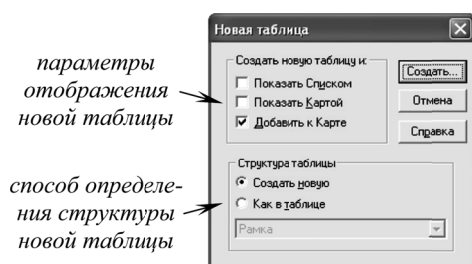 параметры
отображения
новой таблицы
способ определе-
ния структуры
новой таблицы
Новая таблица
Создать новую таблицу и:
Показать Списком
Показать Картой
Добавить к Карте
Создать...
Отмена
Справка
Структура таблицы
Создать новую
Как в таблице
Рамка